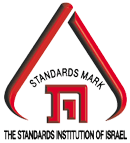 STANDARDS MARK
THE STANDARDS INSTITUTION OF ISRAEL